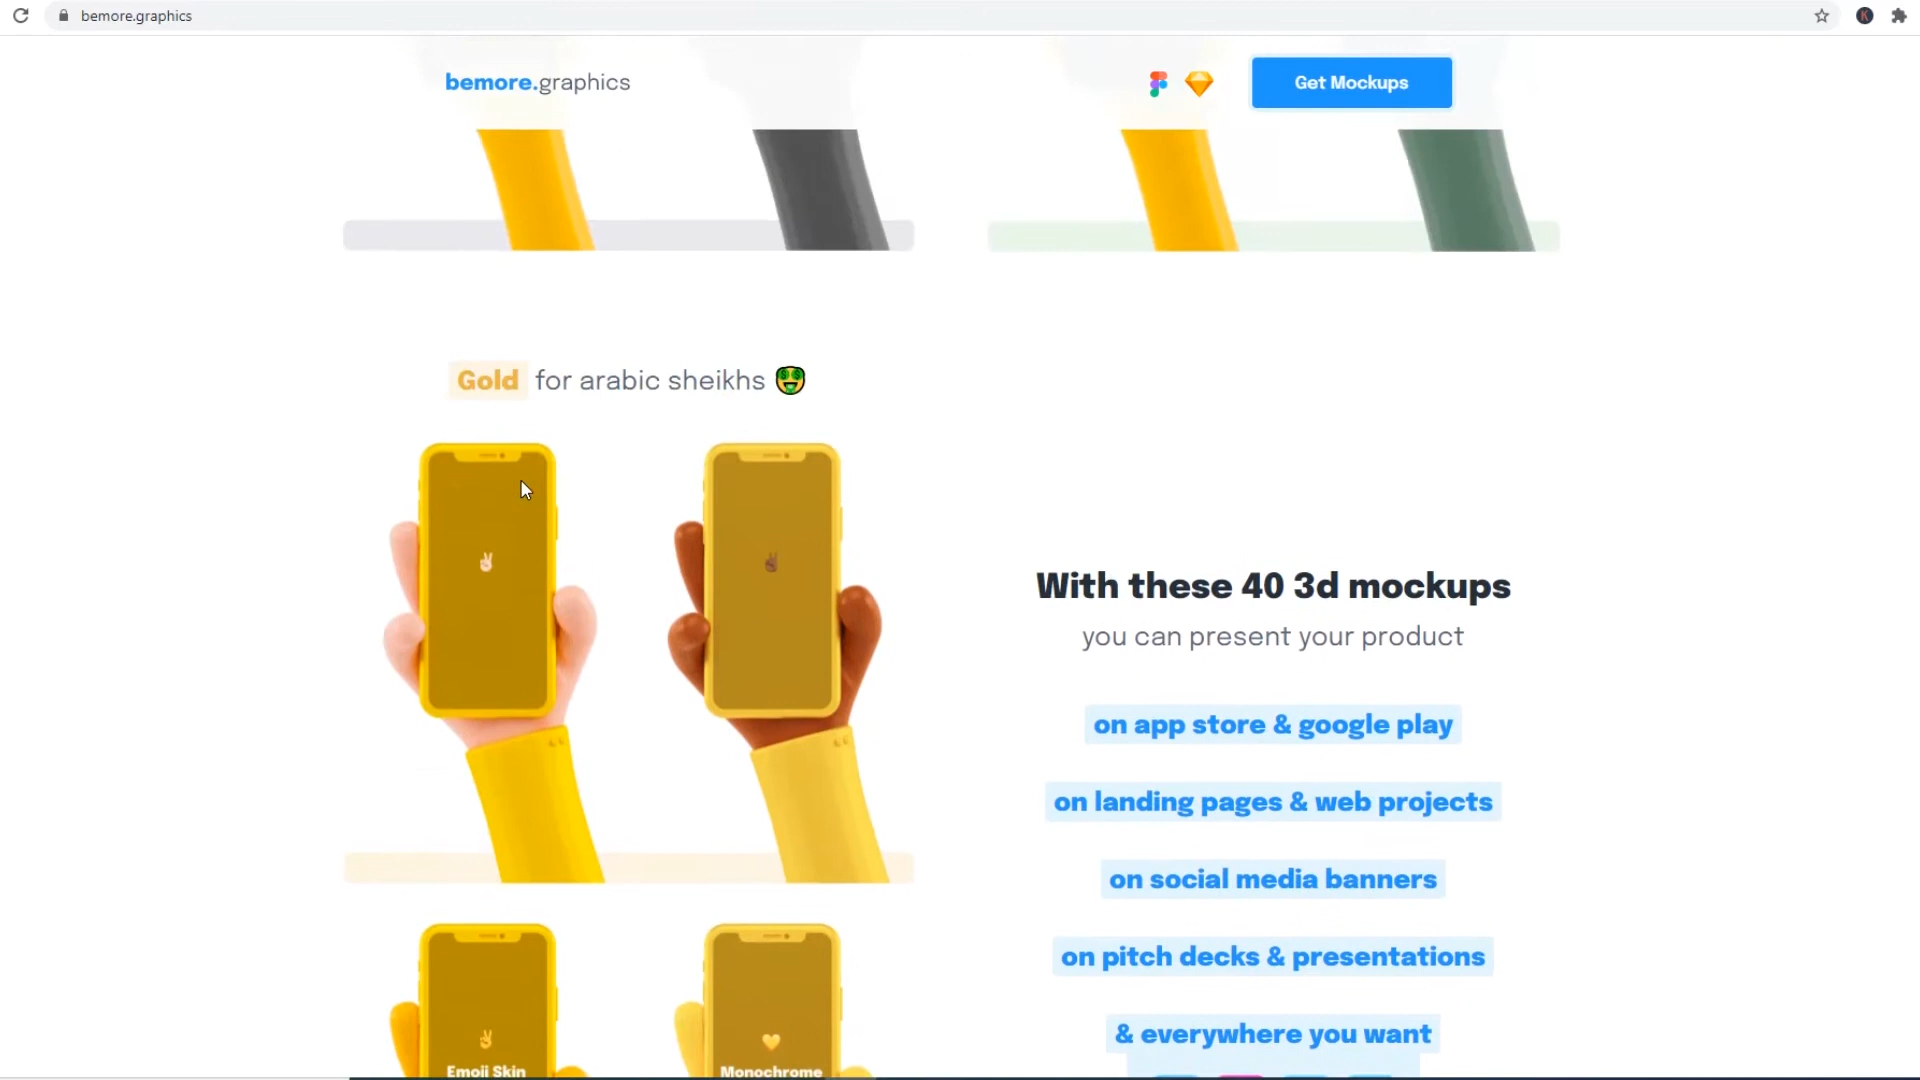 bemore.graphics
bemore.graphics
Get Mockups
Gold for arabic sheikhs
With these 40 3d mockups
you can present your product
on app store & google play
on landing pages & web projects
on social media banners
on pitch decks & presentations
& everywhere you want
Emoji Skin
Monochrome